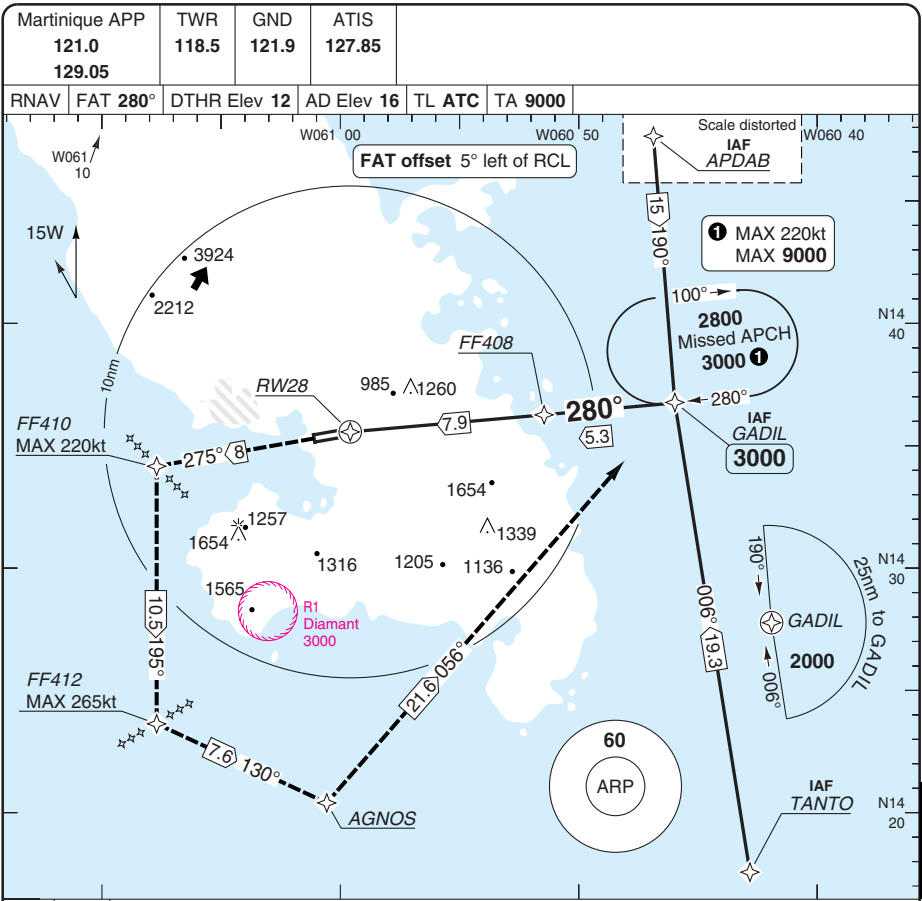 Martinique APP
121.0
129.05
TWR
118.5
GND
121.9
ATIS
127.85
RNAV
FAT 280°
DTHR Elev 12
AD Elev 16
TL ATC
TA 9000
W061 10
W061 00
W060 50
W060 40
FAT offset 5° left of RCL
Scale distorted
IAF
APDAB
15W
3924
2212
15
190°
❶ MAX 220kt
MAX 9000
100°
2800
Missed APCH
3000 ❶
280°
N14
40
FF408
10nm
985
1260
RW28
280°
7.9
5.3
IAF
GADIL
3000
FF410
MAX 220kt
275°
8
1654
1339
1257
1654
1316
1205
1136
N14
30
1565
R1
Diamant
3000
10.5
195°
006°
19.3
190°
GADIL
2000
006°
25nm to GADIL
056°
21.6
FF412
MAX 265kt
7.6
130°
AGNOS
60
ARP
IAF
TANTO
N14
20